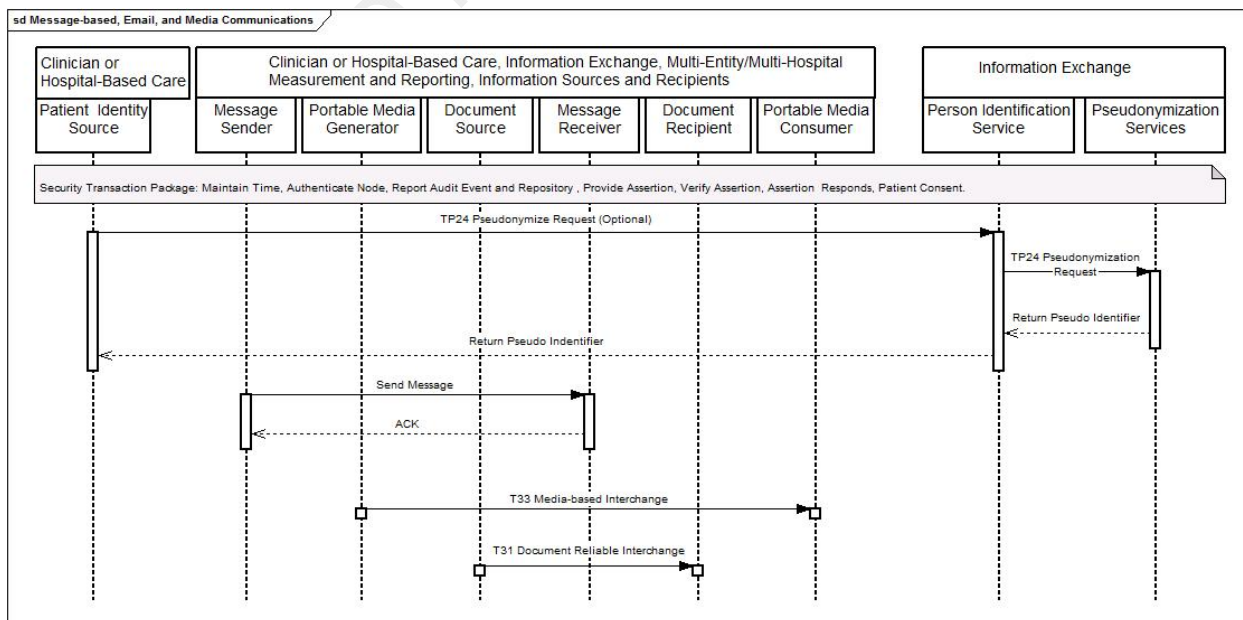 sd Message-based, Email, and Media Communications
Clinician or
Hospital-Based Care
Clinician or Hospital-Based Care, Information Exchange, Multi-Entity/Multi-Hospital
Measurement and Reporting, Information Sources and Recipients
Information Exchange
Patient Identity
Source
Message
Sender
Portable Media
Generator
Document
Source
Message
Receiver
Document
Recipient
Portable Media
Consumer
Person Identification
Service
Pseudonymization
Services
Security Transaction Package: Maintain Time, Authenticate Node, Report Audit Event and Repository , Provide Assertion, Verify Assertion, Assertion Responds, Patient Consent.
TP24 Pseudonymize Request (Optional)
TP24 Pseudonymization
Request
Return Pseudo Identifier
Return Pseudo Indentifier
Send Message
ACK
T33 Media-based Interchange
T31 Document Reliable Interchange